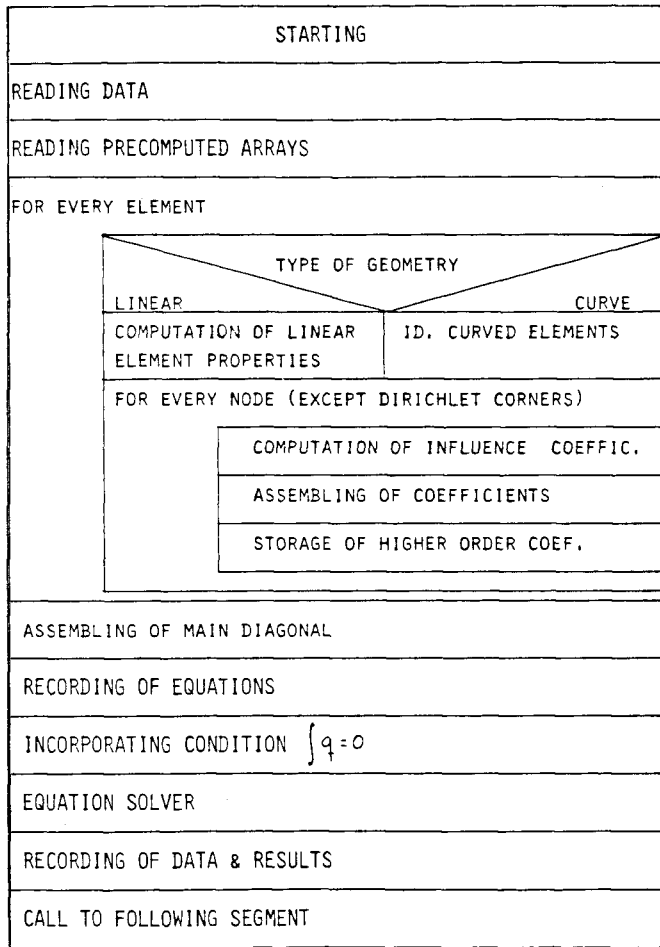 STARTING
READING DATA
READING PRECOMPUTED ARRAYS
FOR EVERY ELEMENT
TYPE OF GEOMETRY
LINEAR CURVE
COMPUTATION OF LINEAR
ELEMENT PROPERTIES
ID. CURVED ELEMENTS
FOR EVERY NODE (EXCEPT DIRICHLET CORNERS)
COMPUTATION OF INFLUENCE COEFFIC.
ASSEMBLING OF COEFFICIENTS
STORAGE OF HIGHER ORDER COEF.
ASSEMBLING OF MAIN DIAGONAL
RECORDING OF EQUATIONS
INCORPORATING CONDITION ∫q=0
EQUATION SOLVER
RECORDING OF DATA & RESULTS
CALL TO FOLLOWING SEGMENT